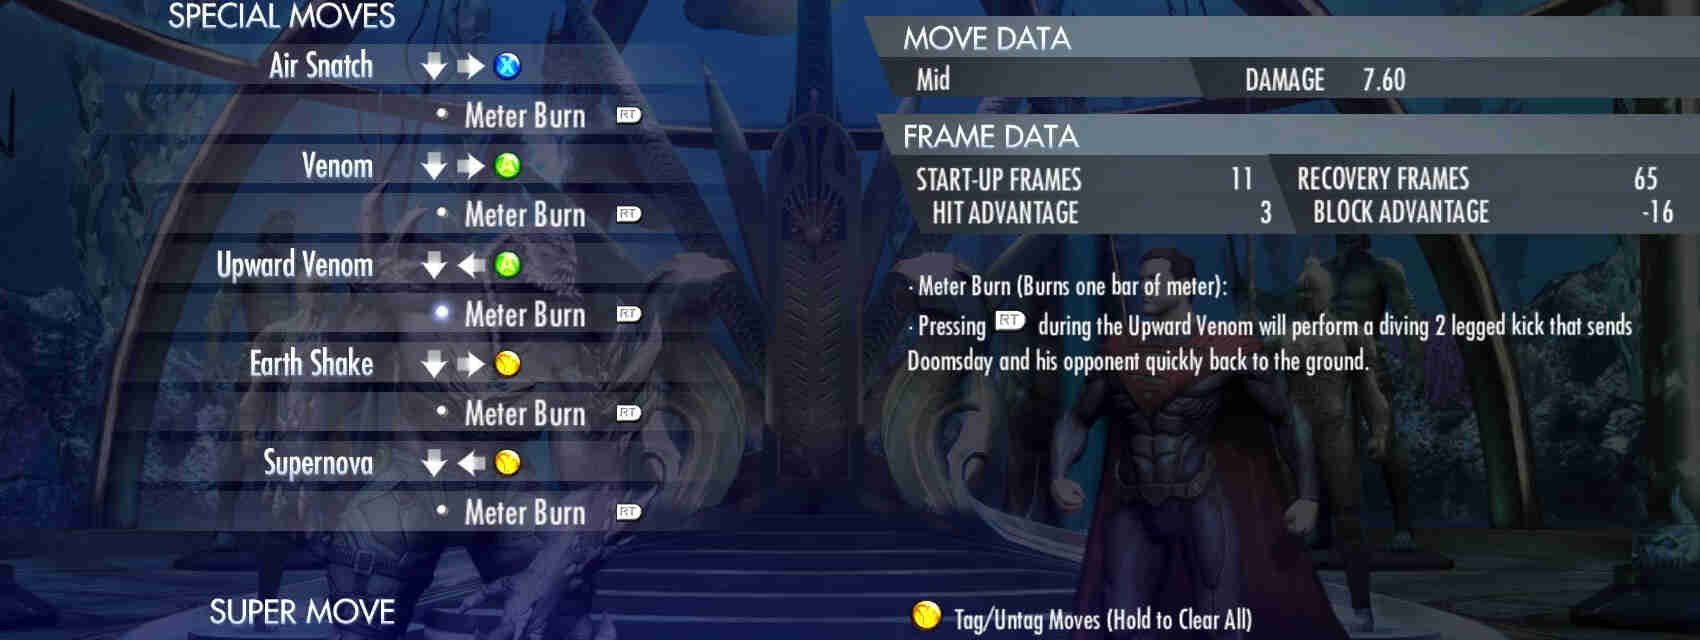 SPECIAL MOVES
Air Snatch X
Meter Burn RT
Venom A
Meter Burn RT
Upward Venom A
Meter Burn RT
Earth Shake Y
Meter Burn RT
Supernova Y
Meter Burn RT
SUPER MOVE
MOVE DATA
Mid DAMAGE 7.60
FRAME DATA
START-UP FRAMES 11 RECOVERY FRAMES 65
HIT ADVANTAGE 3 BLOCK ADVANTAGE -16
· Meter Burn (Burns one bar of meter):
· Pressing RT during the Upward Venom will perform a diving 2 legged kick that sends
Doomsday and his opponent quickly back to the ground.
Y Tag/Untag Moves (Hold to Clear All)